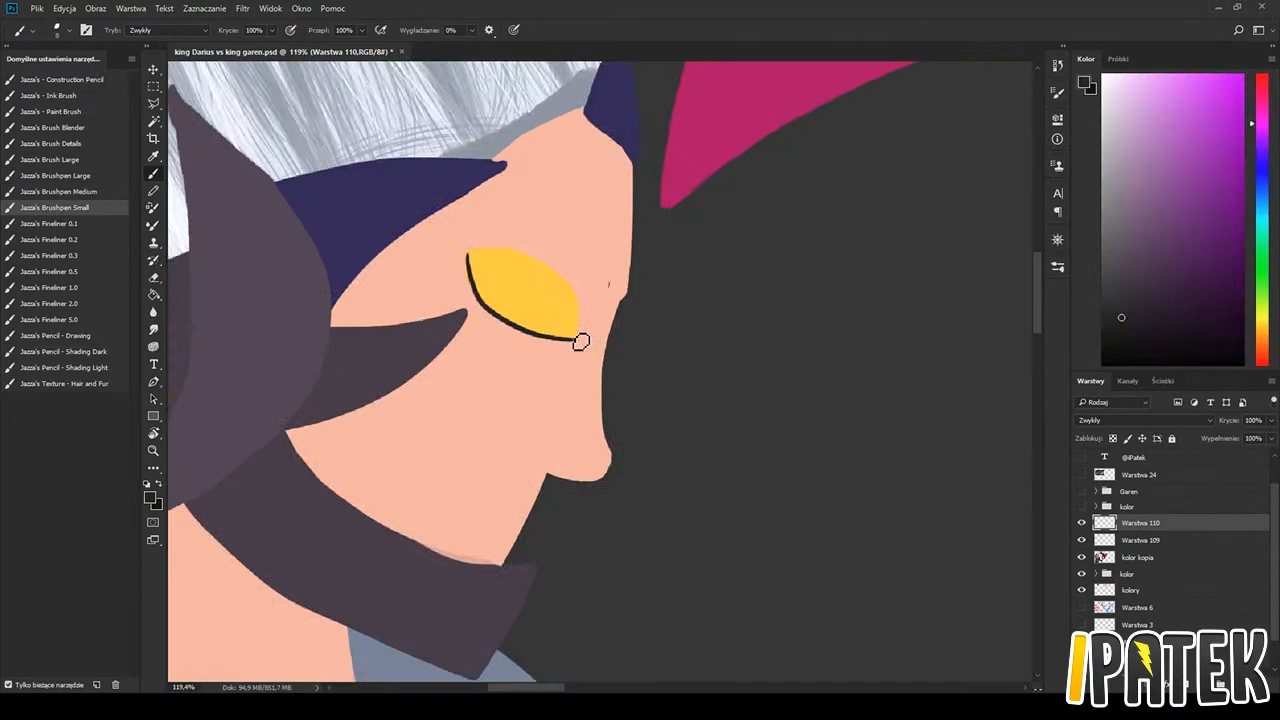 Ps Plik Edycja Obraz Warstwa Tekst Zaznaczanie Filtr Widok Okno Pomoc
8 Tryb: Zwykły Krycie: 100% Przepł: 100% Wygładzanie: 0%
Domyślne ustawienia narzęd...
king Darius vs king garen.psd @ 119% (Warstwa 110,RGB/8#) * ×
Kolor Próbki
Jazza's - Construction Pencil
Jazza's - Ink Brush
Jazza's - Paint Brush
Jazza's Brush Blender
Jazza's Brush Details
Jazza's Brush Large
Jazza's Brushpen Large
Jazza's Brushpen Medium
Jazza's Brushpen Small
Jazza's Fineliner 0.1
Jazza's Fineliner 0.2
Jazza's Fineliner 0.3
Jazza's Fineliner 0.5
Jazza's Fineliner 1.0
Jazza's Fineliner 2.0
Jazza's Fineliner 5.0
Jazza's Pencil - Drawing
Jazza's Pencil - Shading Dark
Jazza's Pencil - Shading Light
Jazza's Texture - Hair and Fur
Warstwy Kanały Ścieżki
Rodzaj
Zwykły Krycie: 100%
Zablokuj: Wypełnienie: 100%
@iPatek
Warstwa 24
Garen
kolor
Warstwa 110
Warstwa 109
kolor kopia
kolor
kolory
Warstwa 6
Warstwa 3
Tylko bieżące narzędzie
119,4% Dok: 94,9 MB/851,7 MB
IPATEK